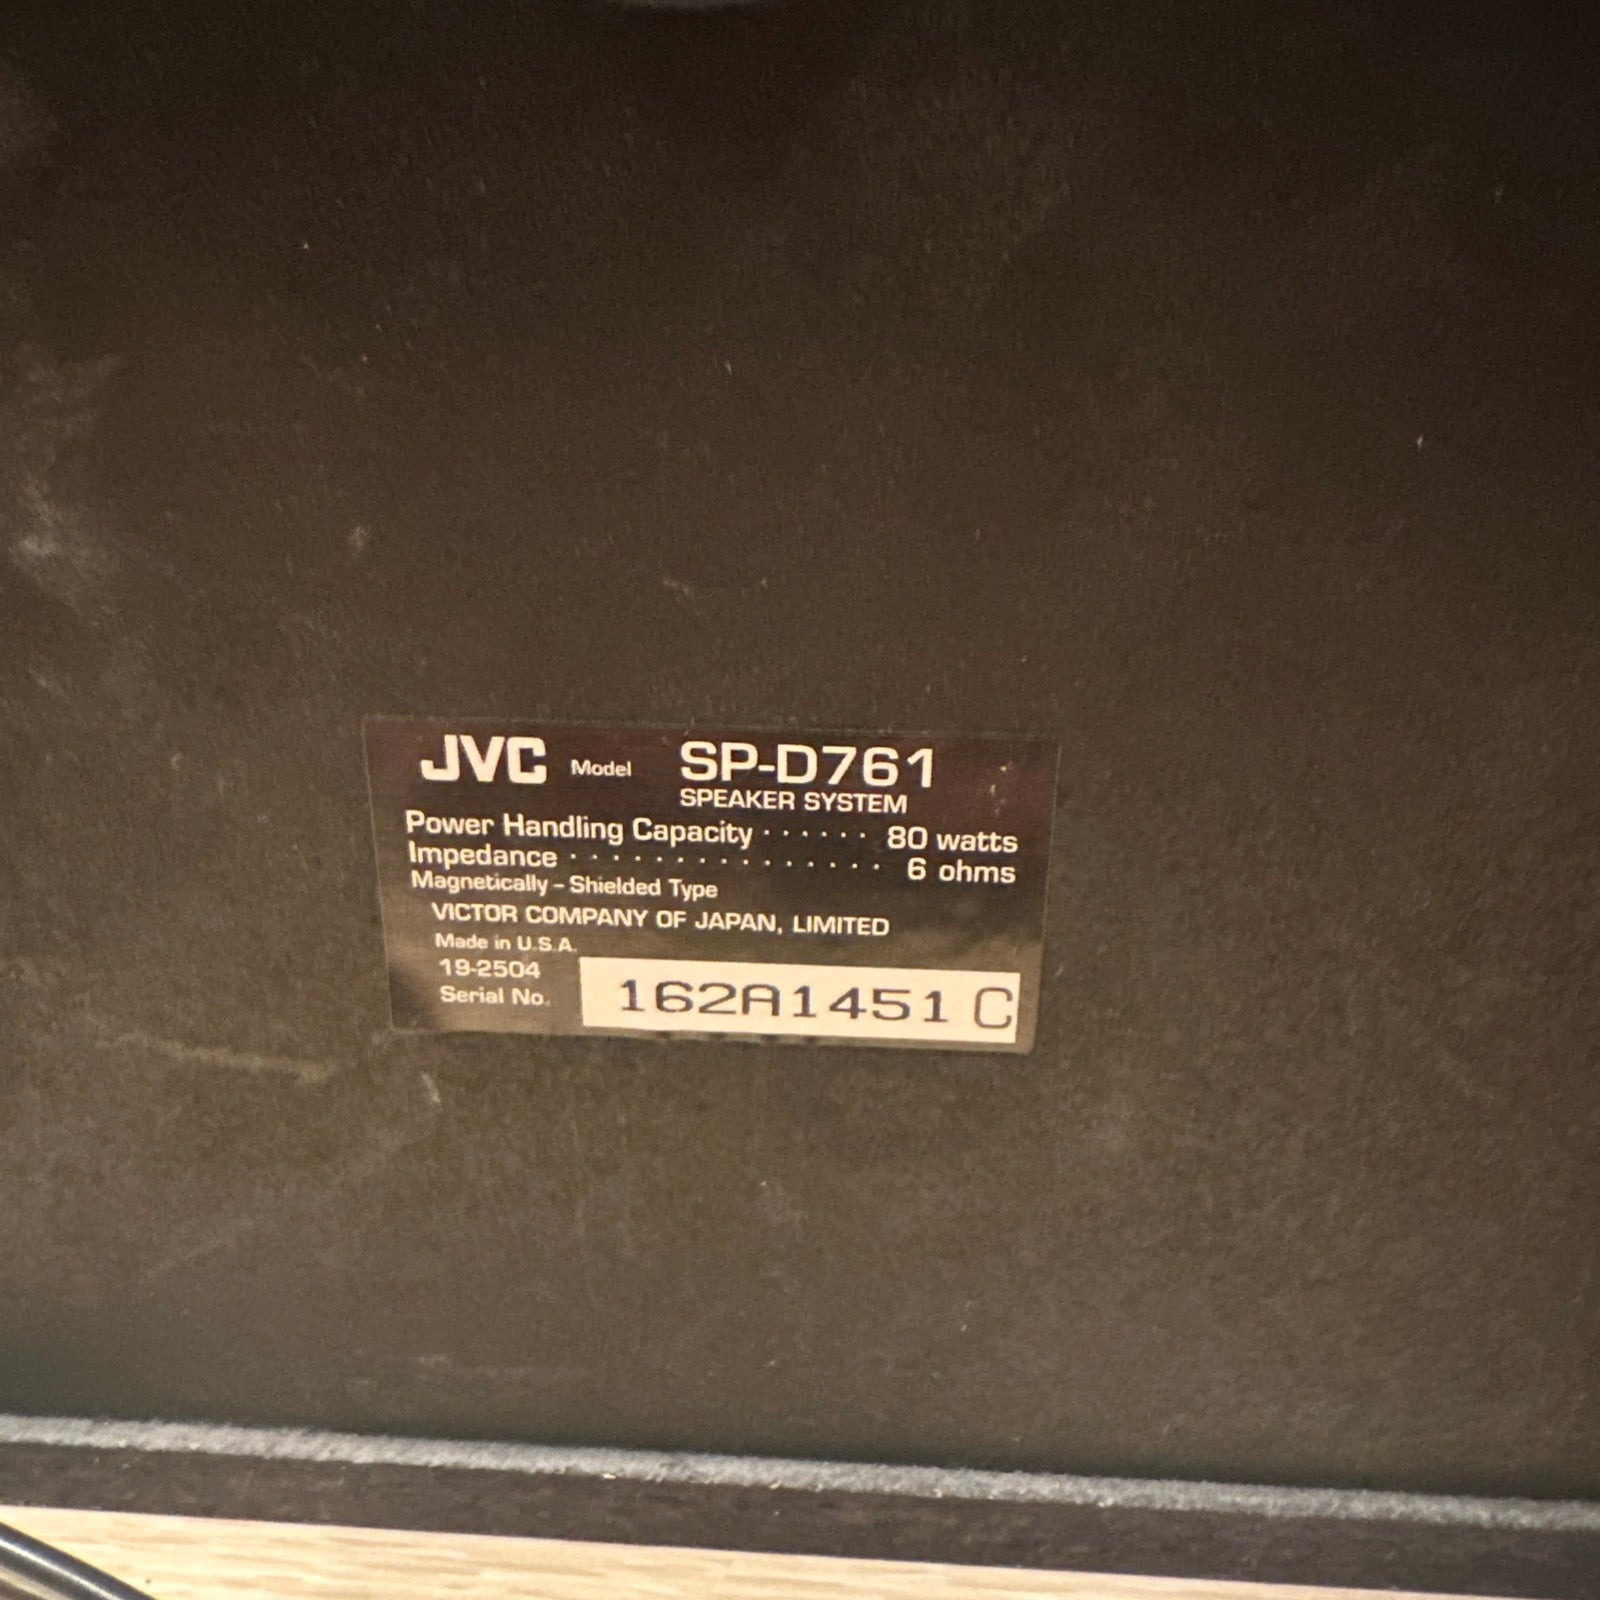 JVC Model SP-D761
SPEAKER SYSTEM
Power Handling Capacity · · · · · · 80 watts
Impedance · · · · · · · · · · · · · · · 6 ohms
Magnetically – Shielded Type
VICTOR COMPANY OF JAPAN, LIMITED
Made in U.S.A.
19-2504
Serial No. 162A1451 C